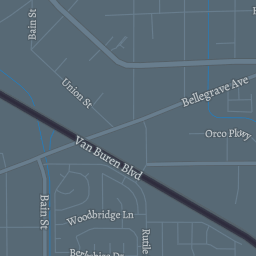 Bain St
Union St
Bellegrave Ave
Orco Pkwy
Van Buren Blvd
Bain St
Woodbridge Ln
Rutile